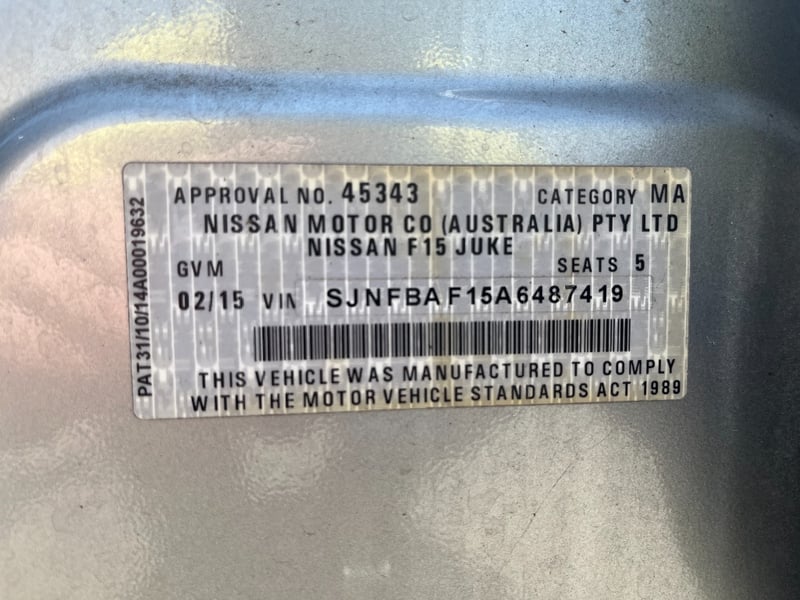 APPROVAL NO. 45343 CATEGORY MA
NISSAN MOTOR CO (AUSTRALIA) PTY LTD
NISSAN F15 JUKE
GVM SEATS 5
02/15 VIN SJNFBAF15A6487419
THIS VEHICLE WAS MANUFACTURED TO COMPLY
WITH THE MOTOR VEHICLE STANDARDS ACT 1989
PAT31/10/14A00019632